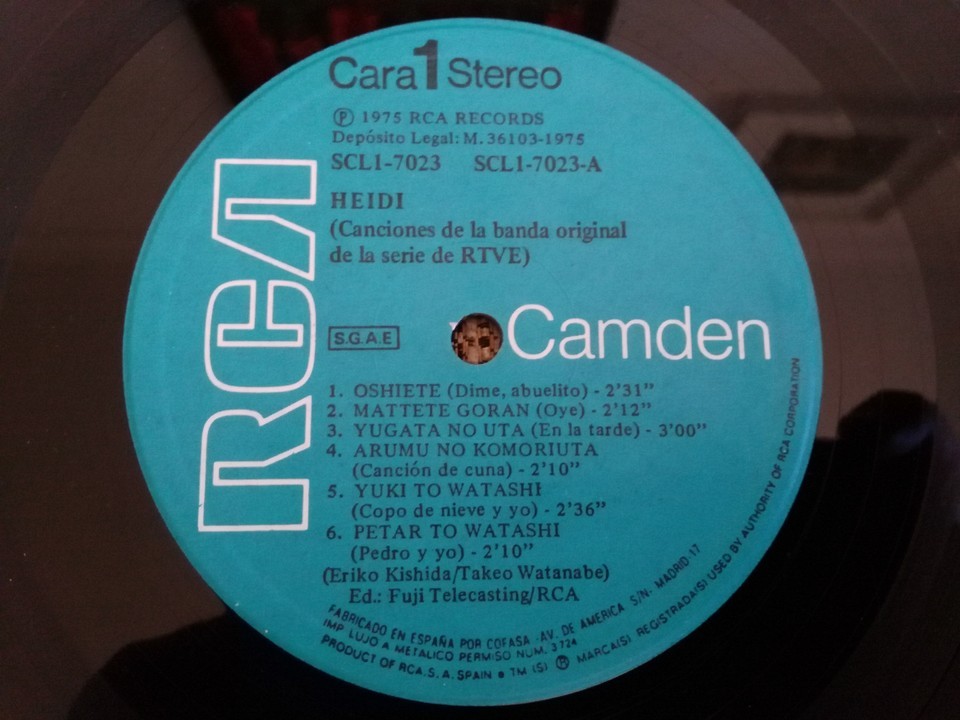 Cara 1 Stereo
Ⓟ 1975 RCA RECORDS
Depósito Legal: M. 36103-1975
SCL1-7023 SCL1-7023-A
HEIDI
(Canciones de la banda original
de la serie de RTVE)
RCA
S.G.A.E
Camden
1. OSHIETE (Dime, abuelito) - 2'31"
2. MATTETE GORAN (Oye) - 2'12"
3. YUGATA NO UTA (En la tarde) - 3'00"
4. ARUMU NO KOMORIUTA
(Canción de cuna) - 2'10"
5. YUKI TO WATASHI
(Copo de nieve y yo) - 2'36"
6. PETAR TO WATASHI
(Pedro y yo) - 2'10"
(Eriko Kishida/Takeo Watanabe)
Ed.: Fuji Telecasting/RCA
FABRICADO EN ESPAÑA POR COFASA - AV. DE AMERICA S/N. MADRID-17
IMP. LUJO A METALICO PERMISO NUM. 3724
PRODUCT OF RCA, S. A. SPAIN • TM (S) ® MARCA(S) REGISTRADA(S) USED BY AUTHORITY OF RCA CORPORATION